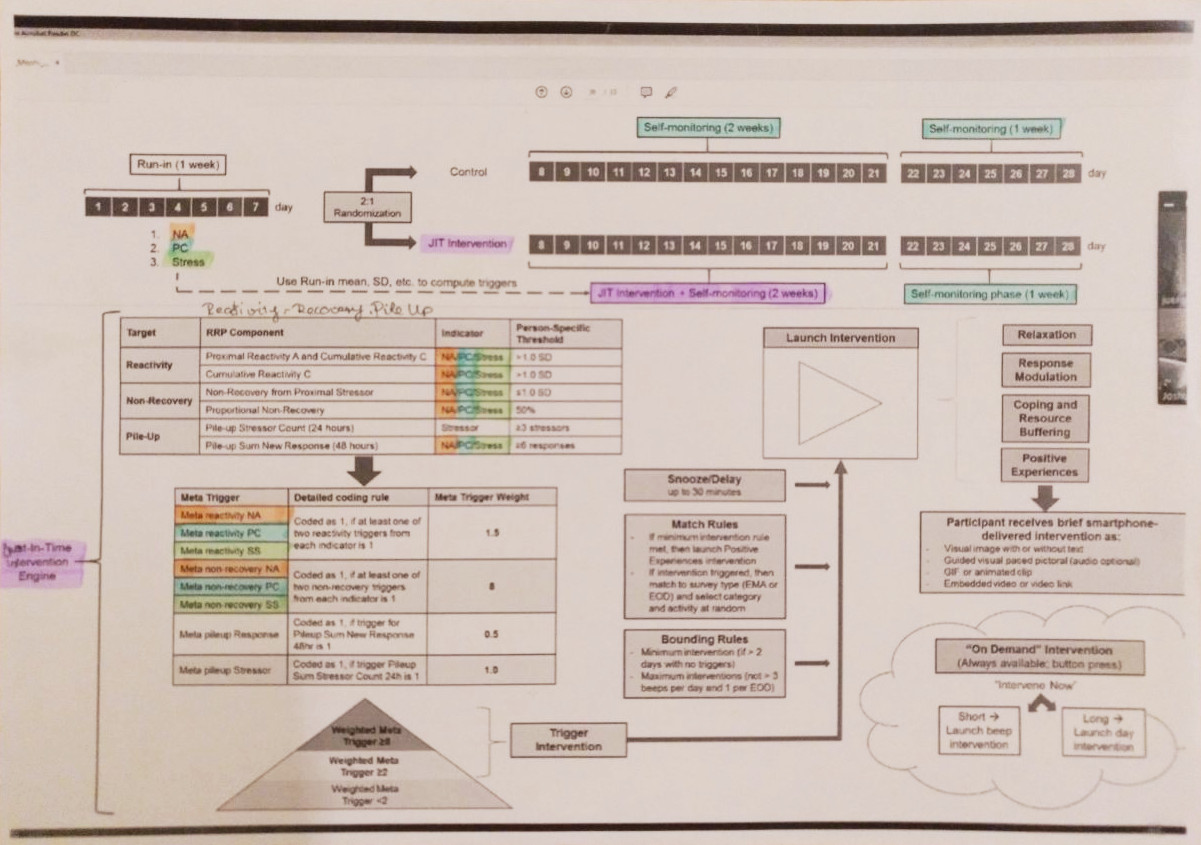 Acrobat Reader DC
Self-monitoring (2 weeks)
Self-monitoring (1 week)
Run-in (1 week)
Control
8 9 10 11 12 13 14 15 16 17 18 19 20 21
22 23 24 25 26 27 28 day
1 2 3 4 5 6 7 day
2:1
Randomization
1. NA
2. PC
3. Stress
JIT Intervention
8 9 10 11 12 13 14 15 16 17 18 19 20 21
22 23 24 25 26 27 28 day
Use Run-in mean, SD, etc. to compute triggers
JIT Intervention + Self-monitoring (2 weeks)
Self-monitoring phase (1 week)
Reactivity - Recovery. Pile Up
Target RRP Component Indicator Person-Specific
Threshold
Reactivity
Proximal Reactivity A and Cumulative Reactivity C NA/PC/Stress >1.0 SD
Cumulative Reactivity C NA/PC/Stress >1.0 SD
Non-Recovery
Non-Recovery from Proximal Stressor NA/PC/Stress ≤1.0 SD
Proportional Non-Recovery NA/PC/Stress 50%
Pile-Up
Pile-up Stressor Count (24 hours) Stressor ≥3 stressors
Pile-up Sum New Response (48 hours) NA/PC/Stress ≥6 responses
Meta Trigger Detailed coding rule Meta Trigger Weight
Meta reactivity NA
Meta reactivity PC
Meta reactivity SS
Coded as 1, if at least one of
two reactivity triggers from
each indicator is 1
1.5
Meta non-recovery NA
Meta non-recovery PC
Meta non-recovery SS
Coded as 1, if at least one of
two non-recovery triggers
from each indicator is 1
8
Meta pileup Response
Coded as 1, if trigger for
Pileup Sum New Response
48hr is 1
0.5
Meta pileup Stressor
Coded as 1, if trigger Pileup
Sum Stressor Count 24h is 1
1.0
Just-In-Time
Intervention
Engine
Weighted Meta
Trigger ≥8
Weighted Meta
Trigger ≥2
Weighted Meta
Trigger <2
Trigger
Intervention
Launch Intervention
Snooze/Delay
up to 30 minutes
Match Rules
- If minimum intervention rule
met, then launch Positive
Experiences intervention
- If intervention triggered, then
match to survey type (EMA or
EOD) and select category
and activity at random
Bounding Rules
- Minimum intervention (if > 2
days with no triggers)
- Maximum interventions (not > 3
beeps per day and 1 per EOD)
Relaxation
Response
Modulation
Coping and
Resource
Buffering
Positive
Experiences
Participant receives brief smartphone-
delivered intervention as:
- Visual image with or without text
- Guided visual paced pictorial (audio optional)
- GIF or animated clip
- Embedded video or video link
"On Demand" Intervention
(Always available; button press)
"Intervene Now"
Short →
Launch beep
intervention
Long →
Launch day
intervention